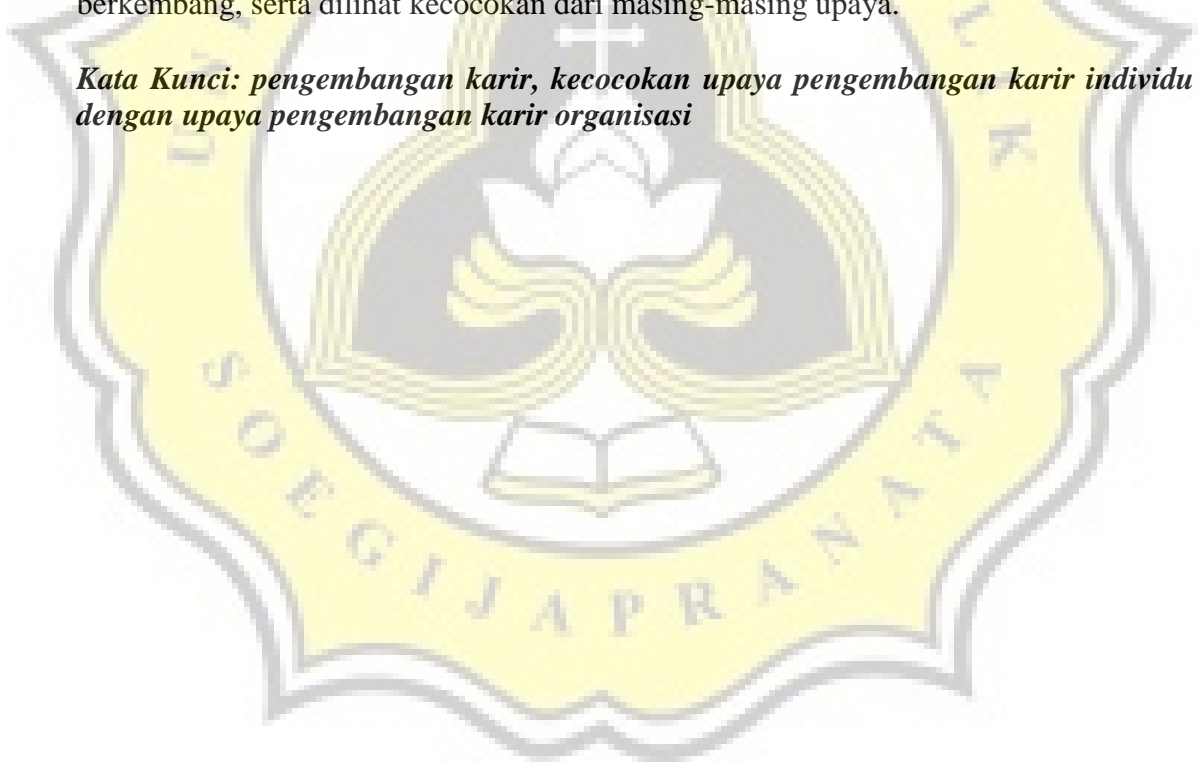 berkembang, serta dilihat kecocokan dari masing-masing upaya.
Kata Kunci: pengembangan karir, kecocokan upaya pengembangan karir individu
dengan upaya pengembangan karir organisasi
SOEGIJAPRANATA